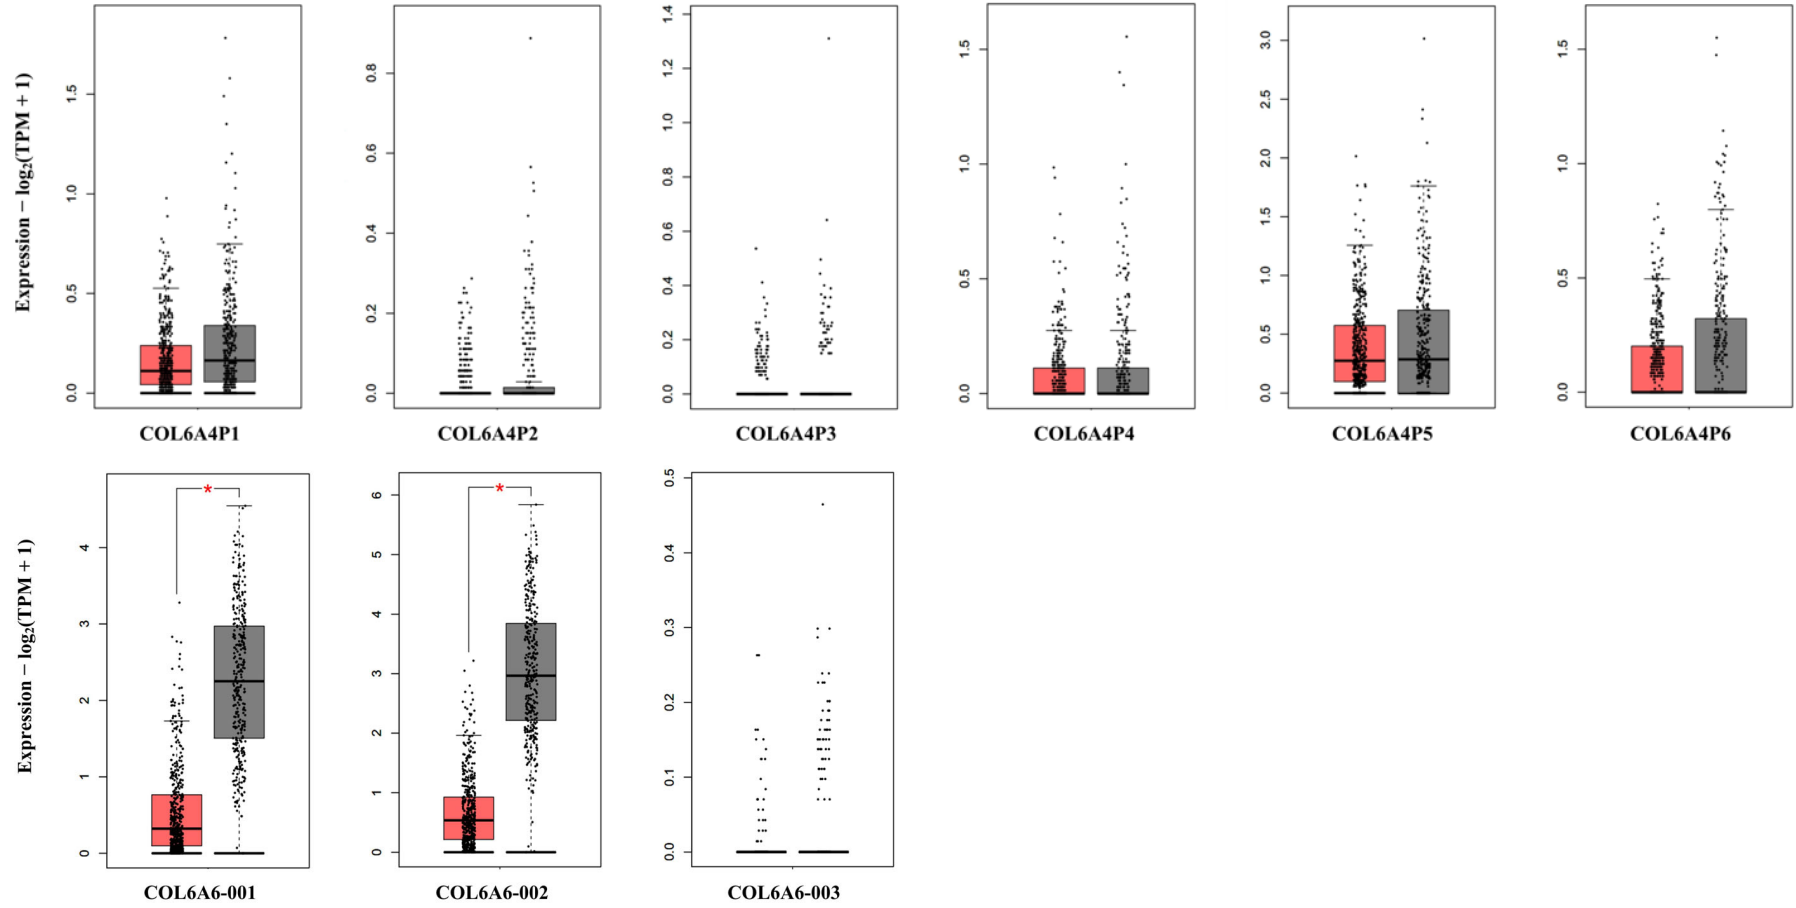 Expression − log₂(TPM + 1)
0.0 0.5 1.0 1.5
COL6A4P1
0.0 0.2 0.4 0.6 0.8
COL6A4P2
0.0 0.2 0.4 0.6 0.8 1.0 1.2 1.4
COL6A4P3
0.0 0.5 1.0 1.5
COL6A4P4
0.0 0.5 1.0 1.5 2.0 2.5 3.0
COL6A4P5
0.0 0.5 1.0 1.5
COL6A4P6
Expression − log₂(TPM + 1)
0 1 2 3 4
*
COL6A6-001
0 1 2 3 4 5 6
*
COL6A6-002
0.0 0.1 0.2 0.3 0.4 0.5
COL6A6-003